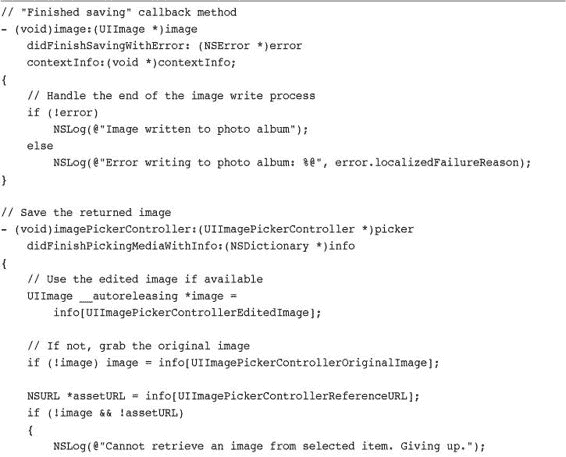 // "Finished saving" callback method
- (void)image:(UIImage *)image
    didFinishSavingWithError: (NSError *)error
    contextInfo:(void *)contextInfo;
{
    // Handle the end of the image write process
    if (!error)
        NSLog(@"Image written to photo album");
    else
        NSLog(@"Error writing to photo album: %@", error.localizedFailureReason);
}

// Save the returned image
- (void)imagePickerController:(UIImagePickerController *)picker
    didFinishPickingMediaWithInfo:(NSDictionary *)info
{
    // Use the edited image if available
    UIImage __autoreleasing *image =
        info[UIImagePickerControllerEditedImage];

    // If not, grab the original image
    if (!image) image = info[UIImagePickerControllerOriginalImage];

    NSURL *assetURL = info[UIImagePickerControllerReferenceURL];
    if (!image && !assetURL)
    {
        NSLog(@"Cannot retrieve an image from selected item. Giving up.");